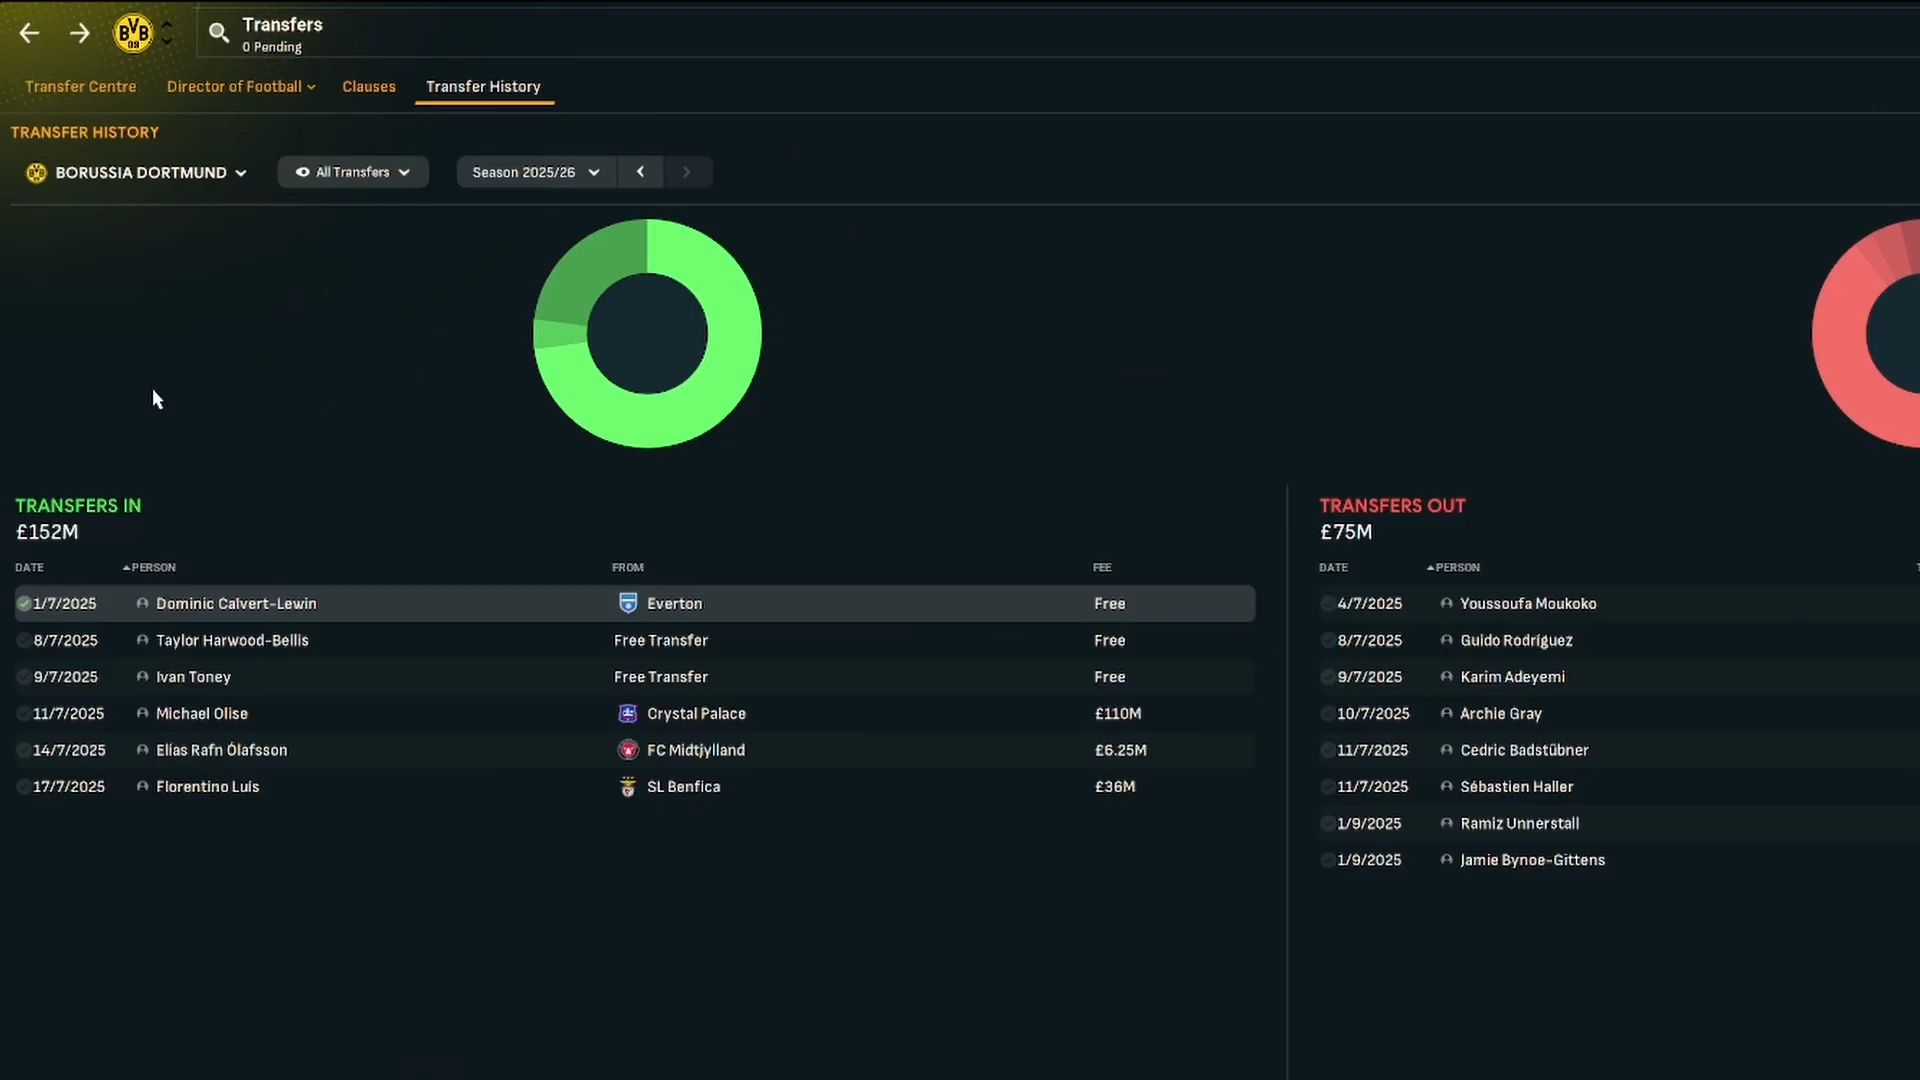 BVB
09
Transfers
0 Pending
Transfer Centre
Director of Football
Clauses
Transfer History
TRANSFER HISTORY
BORUSSIA DORTMUND
All Transfers
Season 2025/26
TRANSFERS IN
£152M
DATE PERSON FROM FEE
1/7/2025 Dominic Calvert-Lewin Everton Free
8/7/2025 Taylor Harwood-Bellis Free Transfer Free
9/7/2025 Ivan Toney Free Transfer Free
11/7/2025 Michael Olise Crystal Palace £110M
14/7/2025 Elías Rafn Ólafsson FC Midtjylland £6.25M
17/7/2025 Florentino Luís SL Benfica £36M
TRANSFERS OUT
£75M
DATE PERSON
4/7/2025 Youssoufa Moukoko
8/7/2025 Guido Rodríguez
9/7/2025 Karim Adeyemi
10/7/2025 Archie Gray
11/7/2025 Cedric Badstübner
11/7/2025 Sébastien Haller
1/9/2025 Ramiz Unnerstall
1/9/2025 Jamie Bynoe-Gittens